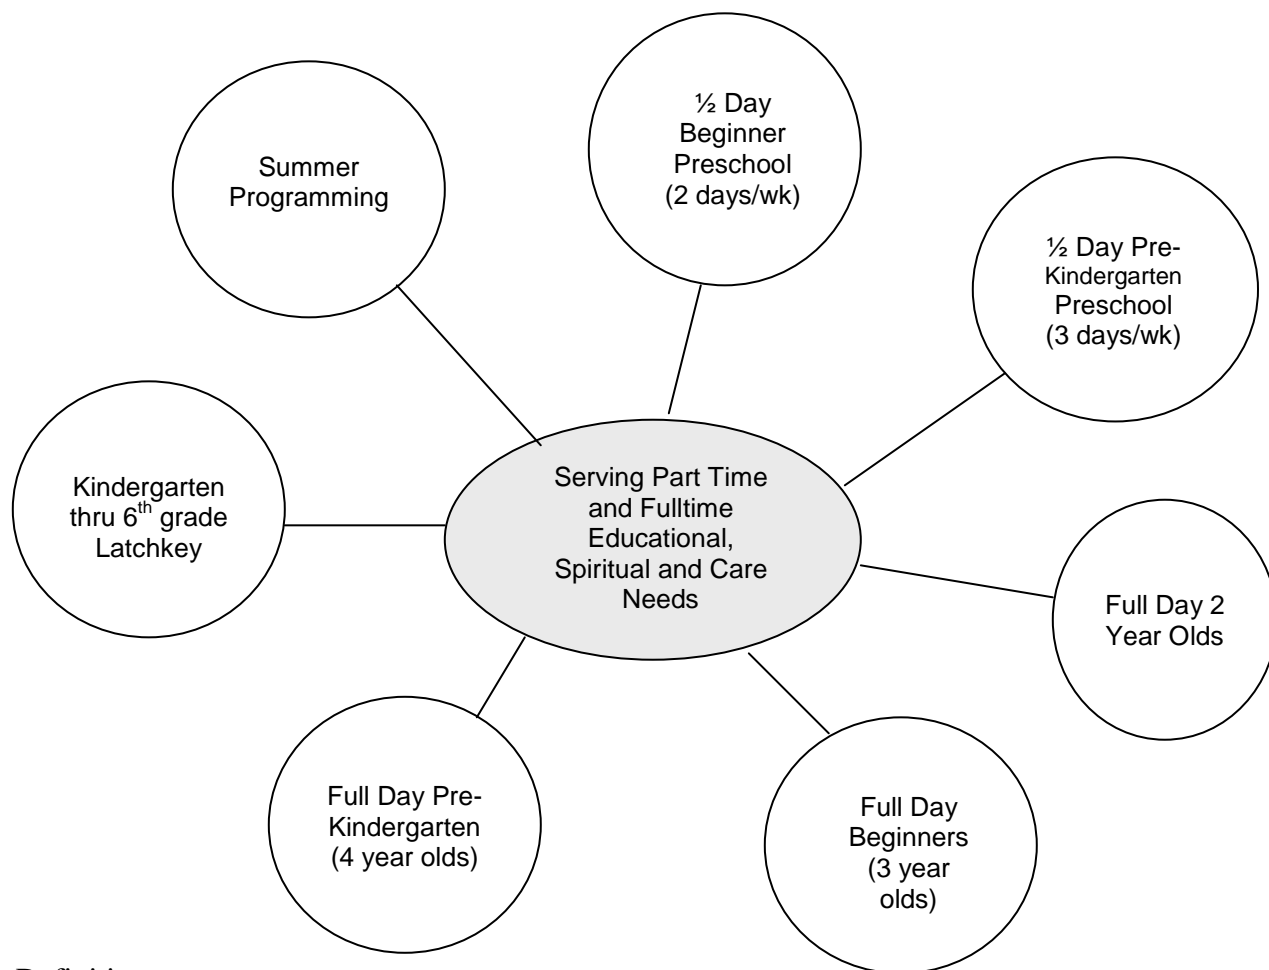 ½ Day
Beginner
Preschool
(2 days/wk)
Summer
Programming
½ Day Pre-
Kindergarten
Preschool
(3 days/wk)
Kindergarten
thru 6th grade
Latchkey
Serving Part Time
and Fulltime
Educational,
Spiritual and Care
Needs
Full Day 2
Year Olds
Full Day Pre-
Kindergarten
(4 year olds)
Full Day
Beginners
(3 year
olds)